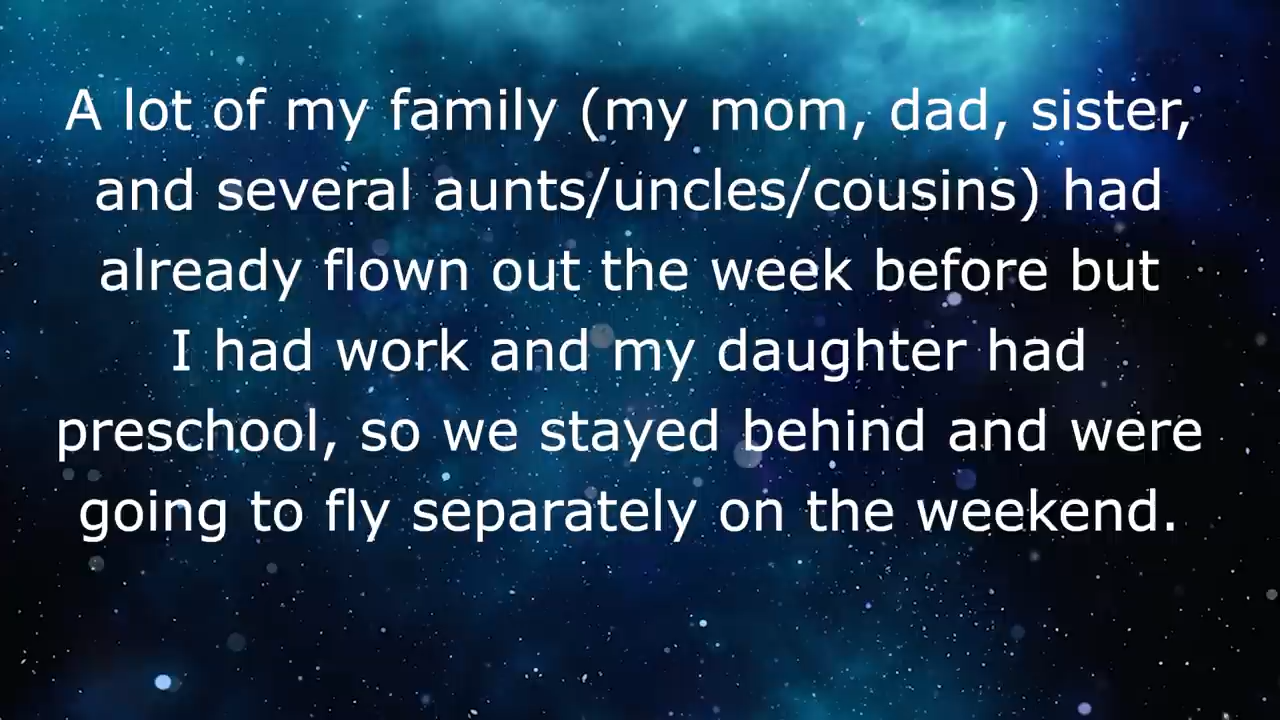 A lot of my family (my mom, dad, sister,
and several aunts/uncles/cousins) had
already flown out the week before but
I had work and my daughter had
preschool, so we stayed behind and were
going to fly separately on the weekend.